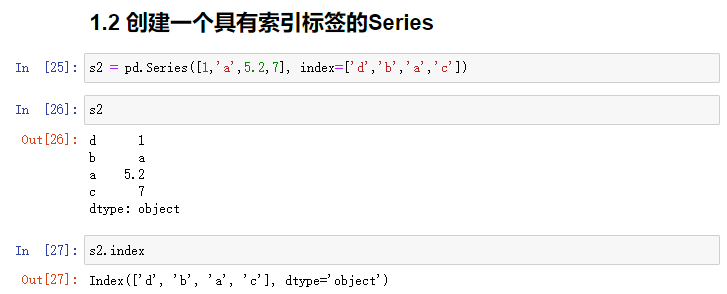 1.2 创建一个具有索引标签的Series
In [25]: s2 = pd.Series([1,'a',5.2,7], index=['d','b','a','c'])
In [26]: s2
Out[26]: d 1
b a
a 5.2
c 7
dtype: object
In [27]: s2.index
Out[27]: Index(['d', 'b', 'a', 'c'], dtype='object')